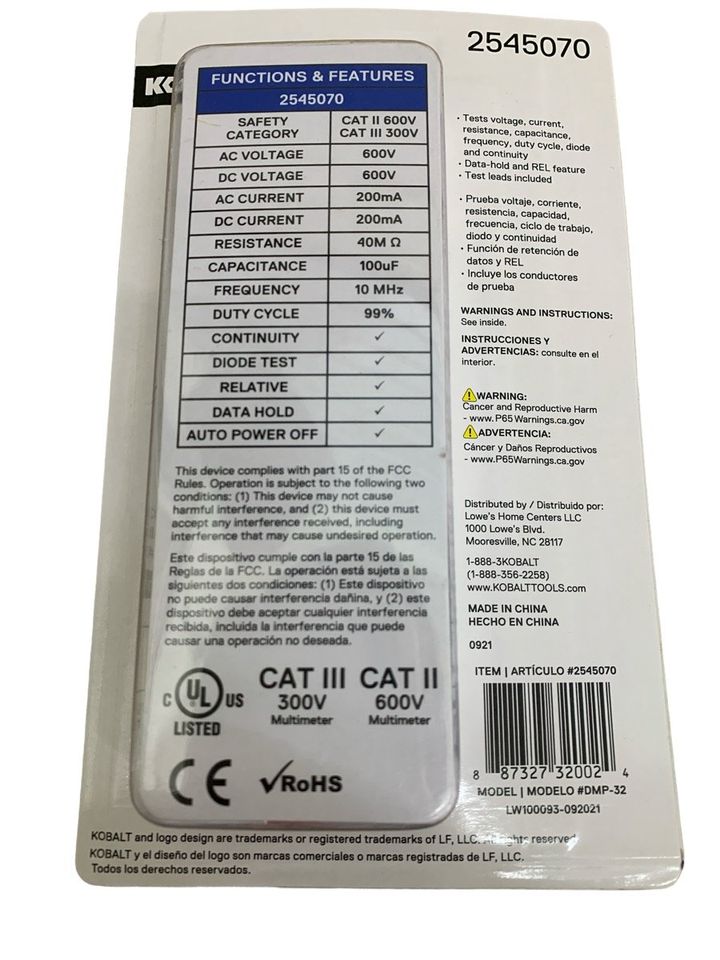 2545070
FUNCTIONS & FEATURES
2545070
SAFETY CATEGORY CAT II 600V CAT III 300V
AC VOLTAGE 600V
DC VOLTAGE 600V
AC CURRENT 200mA
DC CURRENT 200mA
RESISTANCE 40M Ω
CAPACITANCE 100uF
FREQUENCY 10 MHz
DUTY CYCLE 99%
CONTINUITY ✓
DIODE TEST ✓
RELATIVE ✓
DATA HOLD ✓
AUTO POWER OFF ✓
This device complies with part 15 of the FCC
Rules. Operation is subject to the following two
conditions: (1) This device may not cause
harmful interference, and (2) this device must
accept any interference received, including
interference that may cause undesired operation.
Este dispositivo cumple con la parte 15 de las
Reglas de la FCC. La operación está sujeta a las
siguientes dos condiciones: (1) Este dispositivo
no puede causar interferencia dañina, y (2) este
dispositivo debe aceptar cualquier interferencia
recibida, incluida la interferencia que puede
causar una operación no deseada.
C UL US
LISTED
CAT III
300V
Multimeter
CAT II
600V
Multimeter
CE
✓RoHS
· Tests voltage, current,
resistance, capacitance,
frequency, duty cycle, diode
and continuity
· Data-hold and REL feature
· Test leads included
· Prueba voltaje, corriente,
resistencia, capacidad,
frecuencia, ciclo de trabajo,
diodo y continuidad
· Función de retención de
datos y REL
· Incluye los conductores
de prueba
WARNINGS AND INSTRUCTIONS:
See inside.
INSTRUCCIONES Y
ADVERTENCIAS: consulte en el
interior.
WARNING:
Cancer and Reproductive Harm
- www.P65Warnings.ca.gov
ADVERTENCIA:
Cáncer y Daños Reproductivos
- www.P65Warnings.ca.gov
Distributed by / Distribuido por:
Lowe's Home Centers LLC
1000 Lowe's Blvd.
Mooresville, NC 28117
1-888-3KOBALT
(1-888-356-2258)
www.KOBALTTOOLS.com
MADE IN CHINA
HECHO EN CHINA
0921
ITEM | ARTÍCULO #2545070
8 87327 32002 4
MODEL | MODELO #DMP-32
LW100093-092021
KOBALT and logo design are trademarks or registered trademarks of LF, LLC. All rights reserved
KOBALT y el diseño del logo son marcas comerciales o marcas registradas de LF, LLC.
Todos los derechos reservados.